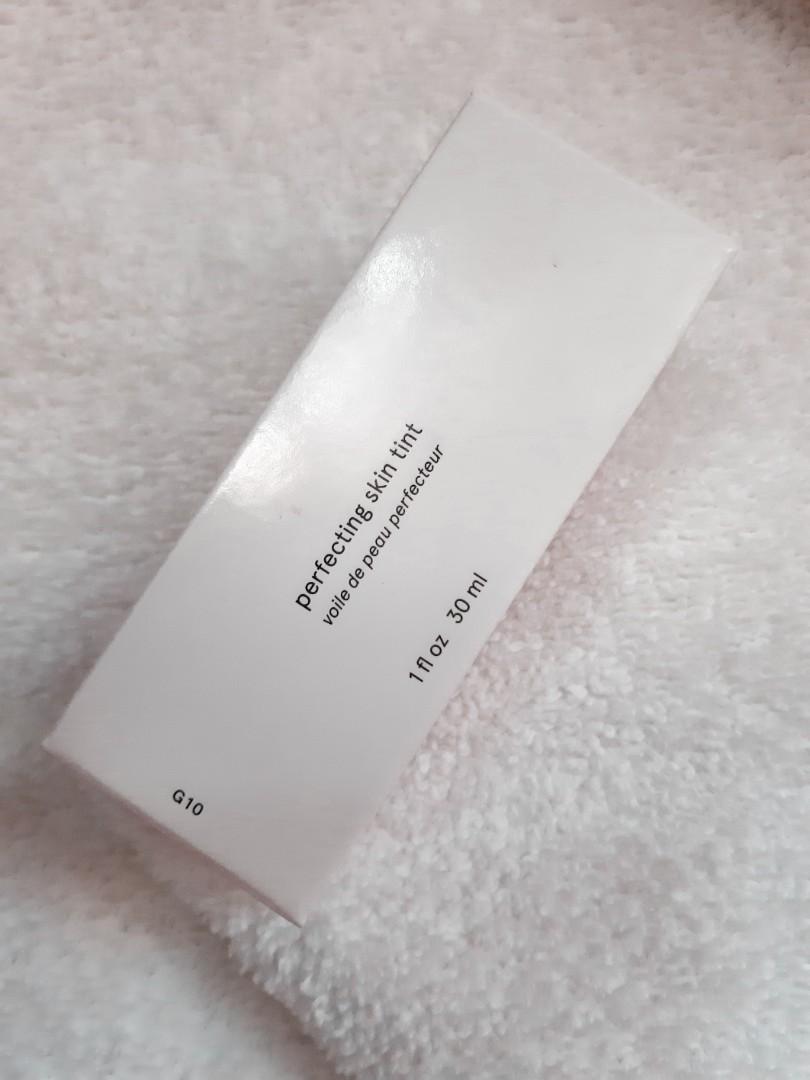 perfecting skin tint
voile de peau perfecteur
1 fl oz 30 ml
G10